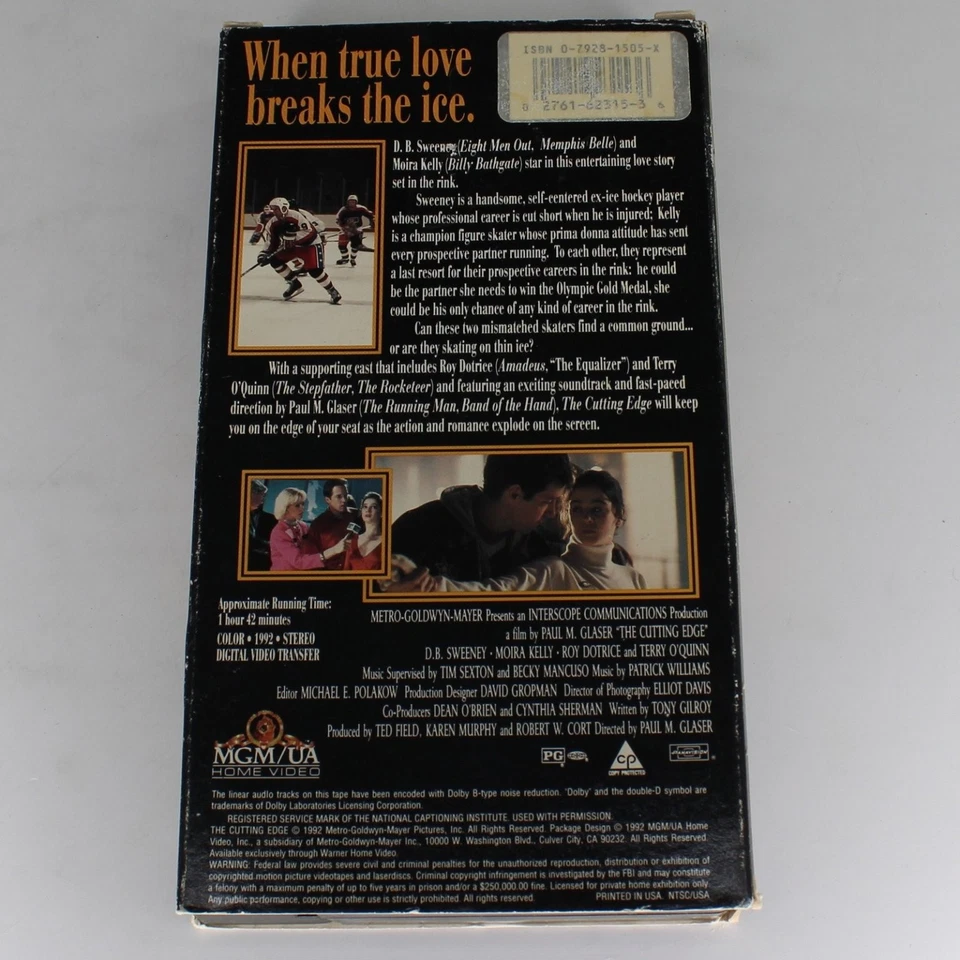 When true love
breaks the ice.
ISBN 0-7928-1505-X
8 2761-62315-3 6
D. B. Sweeney (Eight Men Out, Memphis Belle) and
Moira Kelly (Billy Bathgate) star in this entertaining love story
set in the rink.
Sweeney is a handsome, self-centered ex-ice hockey player
whose professional career is cut short when he is injured; Kelly
is a champion figure skater whose prima donna attitude has sent
every prospective partner running. To each other, they represent
a last resort for their prospective careers in the rink: he could
be the partner she needs to win the Olympic Gold Medal, she
could be his only chance of any kind of career in the rink.
Can these two mismatched skaters find a common ground...
or are they skating on thin ice?
With a supporting cast that includes Roy Dotrice (Amadeus, "The Equalizer") and Terry
O'Quinn (The Stepfather, The Rocketeer) and featuring an exciting soundtrack and fast-paced
direction by Paul M. Glaser (The Running Man, Band of the Hand), The Cutting Edge will keep
you on the edge of your seat as the action and romance explode on the screen.
Approximate Running Time:
1 hour 42 minutes
COLOR • 1992 • STEREO
DIGITAL VIDEO TRANSFER
METRO-GOLDWYN-MAYER Presents an INTERSCOPE COMMUNICATIONS Production
a film by PAUL M. GLASER "THE CUTTING EDGE"
D.B. SWEENEY • MOIRA KELLY • ROY DOTRICE and TERRY O'QUINN
Music Supervised by TIM SEXTON and BECKY MANCUSO Music by PATRICK WILLIAMS
Editor MICHAEL E. POLAKOW Production Designer DAVID GROPMAN Director of Photography ELLIOT DAVIS
Co-Producers DEAN O'BRIEN and CYNTHIA SHERMAN Written by TONY GILROY
Produced by TED FIELD, KAREN MURPHY and ROBERT W. CORT Directed by PAUL M. GLASER
MGM/UA
HOME VIDEO
PG
cp
COPY PROTECTED
The linear audio tracks on this tape have been encoded with Dolby B-type noise reduction. 'Dolby' and the double-D symbol are
trademarks of Dolby Laboratories Licensing Corporation.
REGISTERED SERVICE MARK OF THE NATIONAL CAPTIONING INSTITUTE. USED WITH PERMISSION.
THE CUTTING EDGE © 1992 Metro-Goldwyn-Mayer Pictures, Inc. All Rights Reserved. Package Design © 1992 MGM/UA Home
Video, Inc., a subsidiary of Metro-Goldwyn-Mayer Inc., 10000 W. Washington Blvd., Culver City, CA 90232. All Rights Reserved.
Available exclusively through Warner Home Video.
WARNING: Federal law provides severe civil and criminal penalties for the unauthorized reproduction, distribution or exhibition of
copyrighted motion picture videotapes and laserdiscs. Criminal copyright infringement is investigated by the FBI and may constitute
a felony with a maximum penalty of up to five years in prison and/or a $250,000.00 fine. Licensed for private home exhibition only.
Any public performance, copying or other use is strictly prohibited. All rights reserved. PRINTED IN USA. NTSC/USA